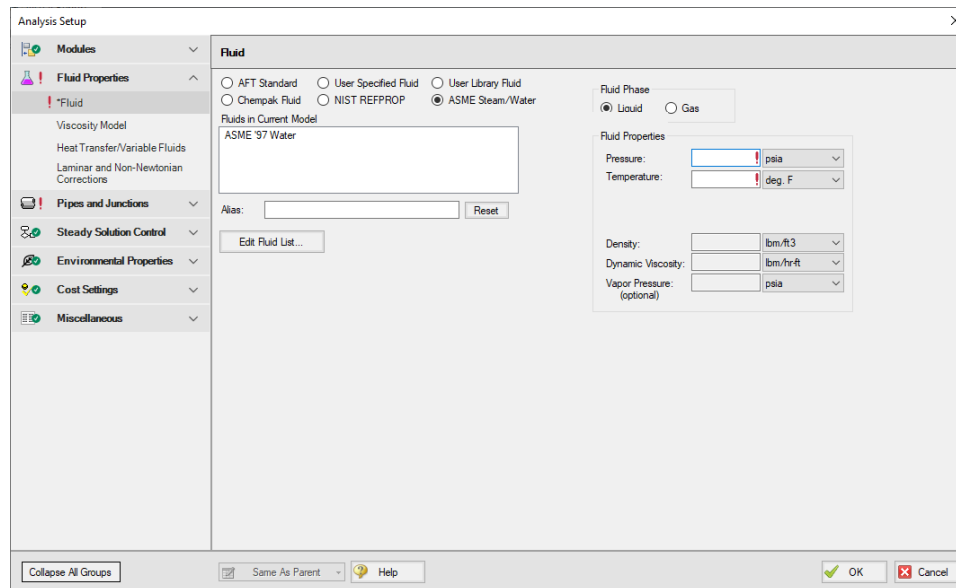 Analysis Setup
Modules
Fluid Properties
*Fluid
Viscosity Model
Heat Transfer/Variable Fluids
Laminar and Non-Newtonian
Corrections
Pipes and Junctions
Steady Solution Control
Environmental Properties
Cost Settings
Miscellaneous
Collapse All Groups
Fluid
AFT Standard
User Specified Fluid
User Library Fluid
Chempak Fluid
NIST REFPROP
ASME Steam/Water
Fluids in Current Model
ASME '97 Water
Alias:
Reset
Edit Fluid List...
Fluid Phase
Liquid
Gas
Fluid Properties
Pressure:
psia
Temperature:
deg. F
Density:
lbm/ft3
Dynamic Viscosity:
lbm/hr-ft
Vapor Pressure:
(optional)
psia
Same As Parent
Help
OK
Cancel